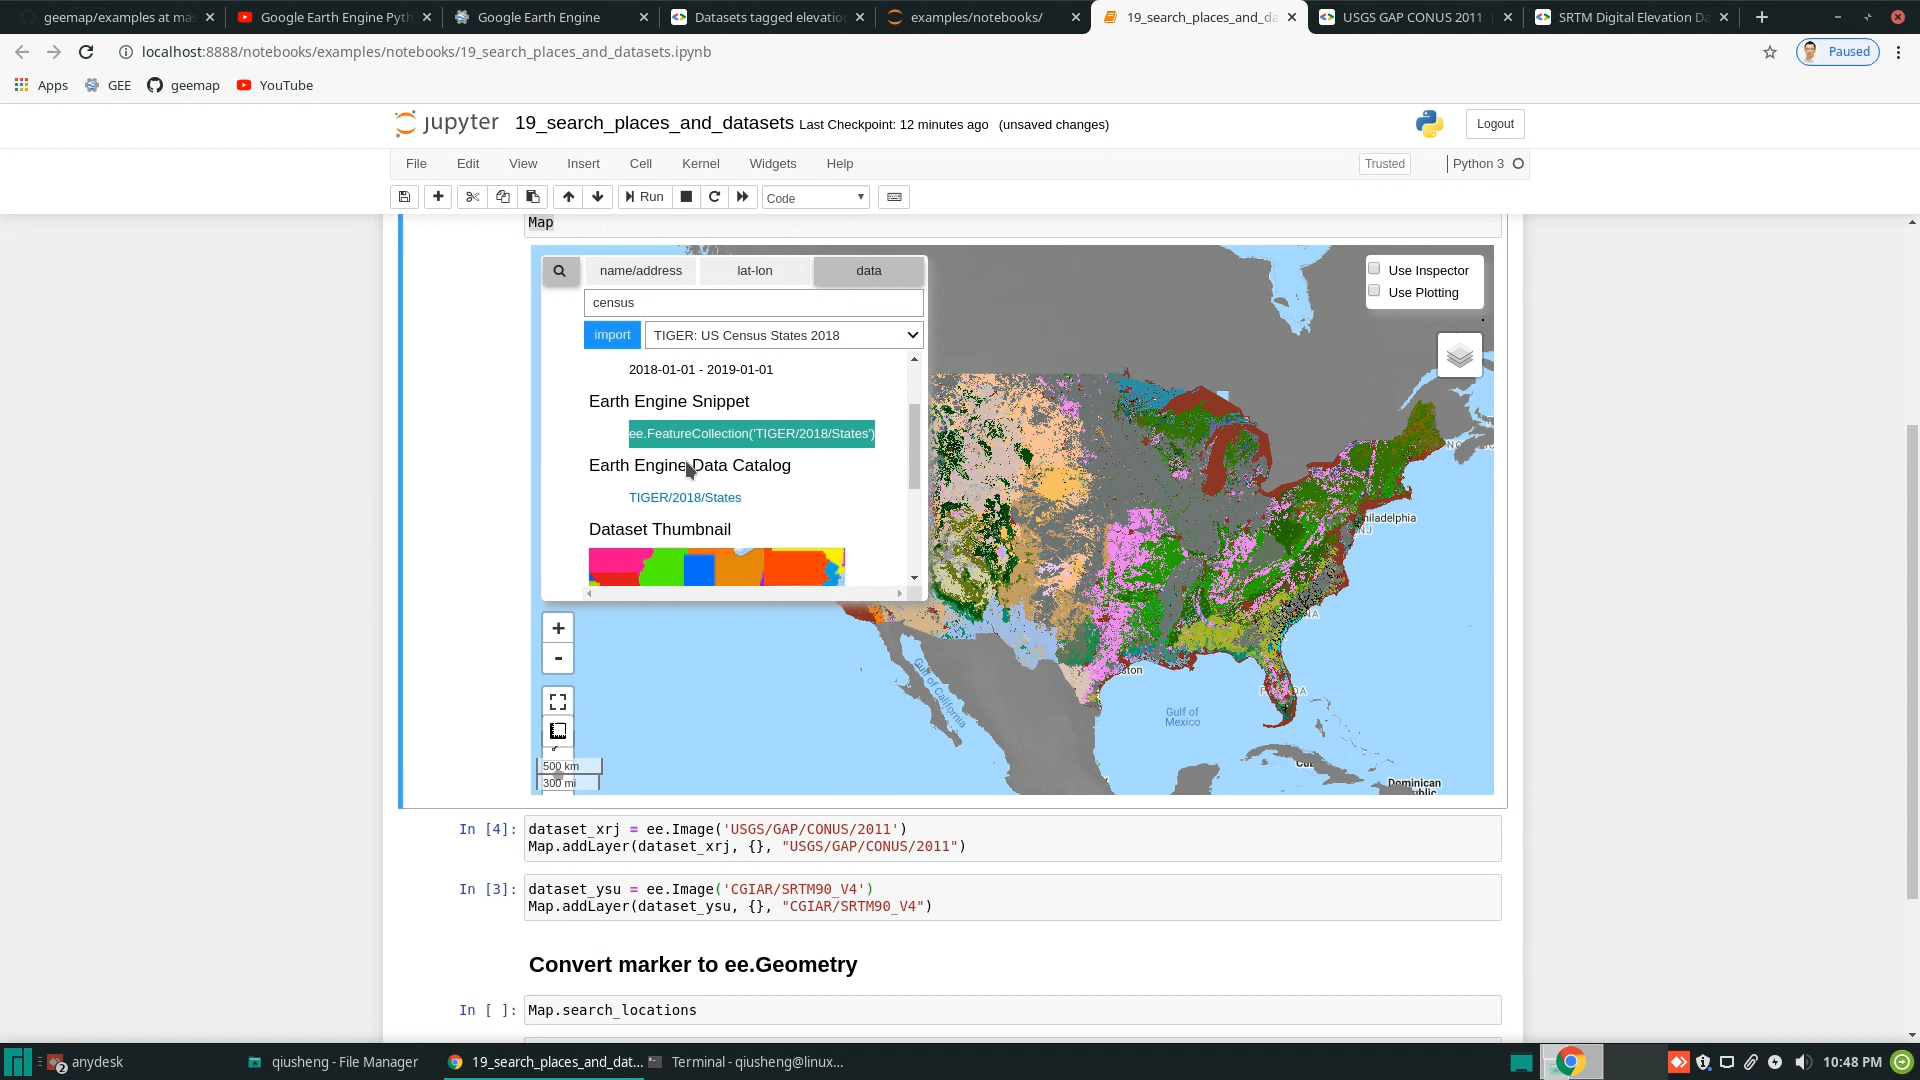 geemap/examples at mas
Google Earth Engine Pyth
Google Earth Engine
Datasets tagged elevatio
examples/notebooks/
19_search_places_and_da
USGS GAP CONUS 2011
SRTM Digital Elevation Da
localhost:8888/notebooks/examples/notebooks/19_search_places_and_datasets.ipynb
Paused
Apps
GEE
geemap
YouTube
jupyter
19_search_places_and_datasets Last Checkpoint: 12 minutes ago (unsaved changes)
Logout
File
Edit
View
Insert
Cell
Kernel
Widgets
Help
Trusted
Python 3
Run
Code
Map
name/address
lat-lon
data
census
import
TIGER: US Census States 2018
2018-01-01 - 2019-01-01
Earth Engine Snippet
ee.FeatureCollection('TIGER/2018/States')
Earth Engine Data Catalog
TIGER/2018/States
Dataset Thumbnail
Use Inspector
Use Plotting
hiladelphia
NJ
Gulf of California
Gulf of
Mexico
Dominican
+
-
500 km
300 mi
In [4]:
dataset_xrj = ee.Image('USGS/GAP/CONUS/2011')
Map.addLayer(dataset_xrj, {}, "USGS/GAP/CONUS/2011")
In [3]:
dataset_ysu = ee.Image('CGIAR/SRTM90_V4')
Map.addLayer(dataset_ysu, {}, "CGIAR/SRTM90_V4")
Convert marker to ee.Geometry
In [ ]:
Map.search_locations
2
anydesk
qiusheng - File Manager
19_search_places_and_dat...
Terminal - qiusheng@linux...
10:48 PM